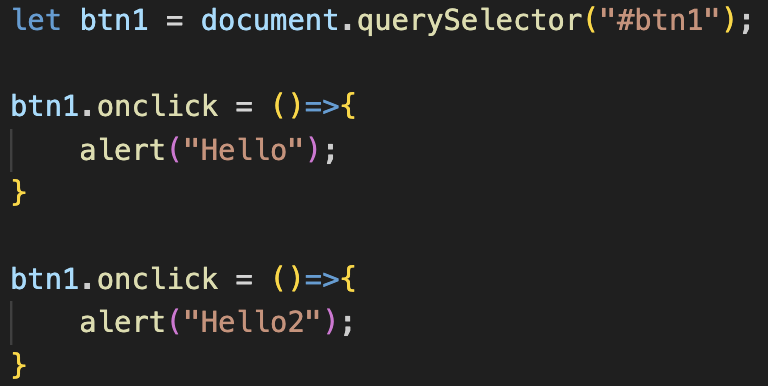 let btn1 = document.querySelector("#btn1");
btn1.onclick = ()=>{
    alert("Hello");
}
btn1.onclick = ()=>{
    alert("Hello2");
}